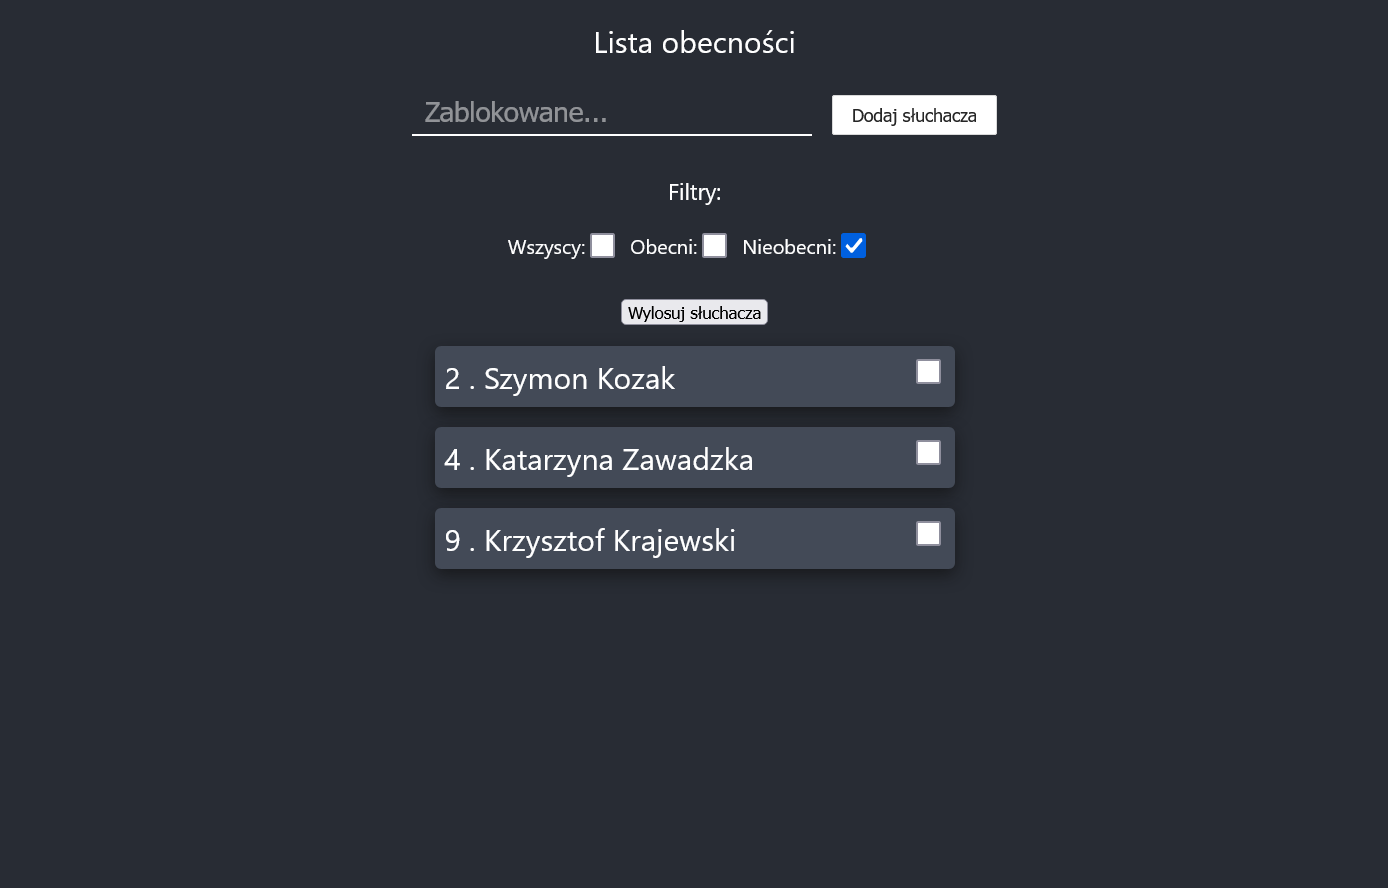 Lista obecności
Zablokowane... Dodaj słuchacza
Filtry:
Wszyscy: Obecni: Nieobecni:
Wylosuj słuchacza
2 . Szymon Kozak
4 . Katarzyna Zawadzka
9 . Krzysztof Krajewski